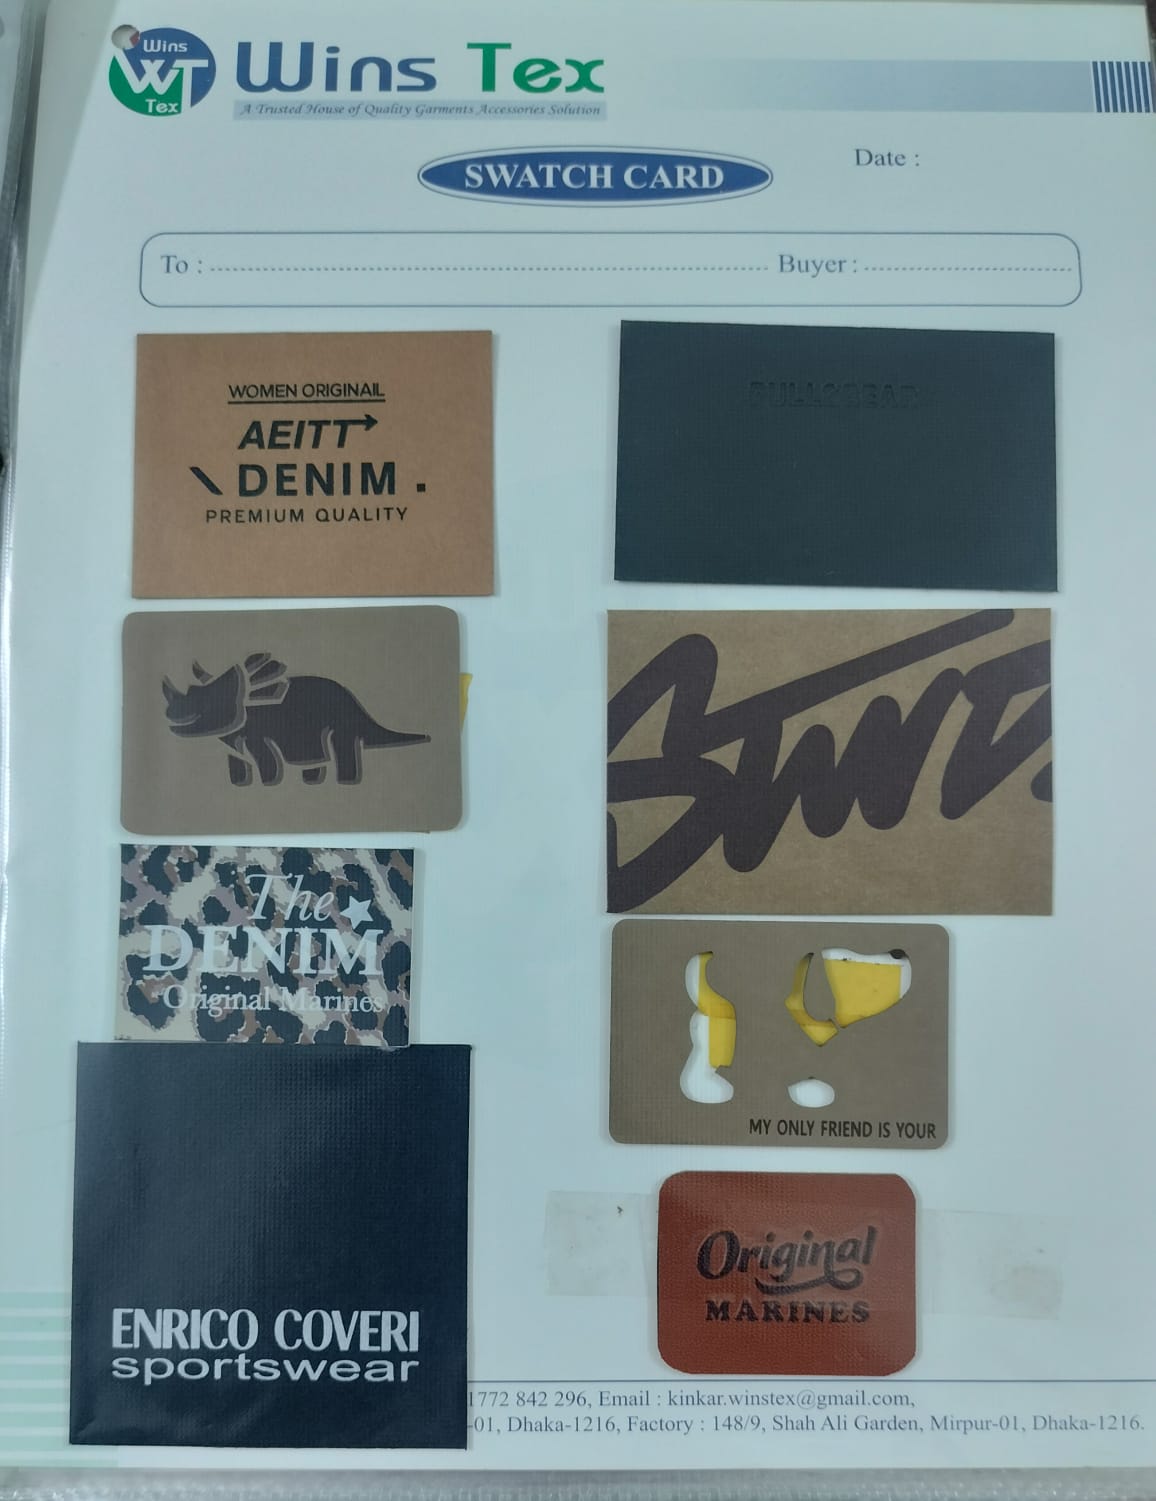 Wins
WT
Tex
Wins Tex
A Trusted House of Quality Garments Accessories Solution
SWATCH CARD
Date :
To : Buyer :
WOMEN ORIGINAIL
AEITT
\ DENIM .
PREMIUM QUALITY
PULL&BEAR
The
DENIM
Original Marines
MY ONLY FRIEND IS YOUR
ENRICO COVERI
sportswear
Original
MARINES
1772 842 296, Email : kinkar.winstex@gmail.com,
-01, Dhaka-1216, Factory : 148/9, Shah Ali Garden, Mirpur-01, Dhaka-1216.